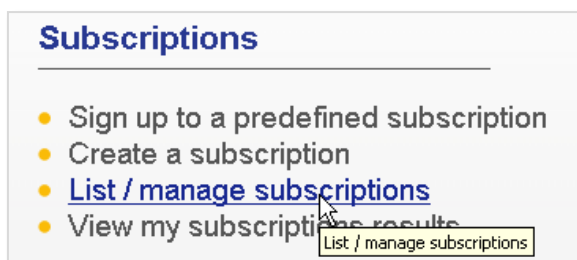 Subscriptions
Sign up to a predefined subscription
Create a subscription
List / manage subscriptions
View my subscriptions results
List / manage subscriptions